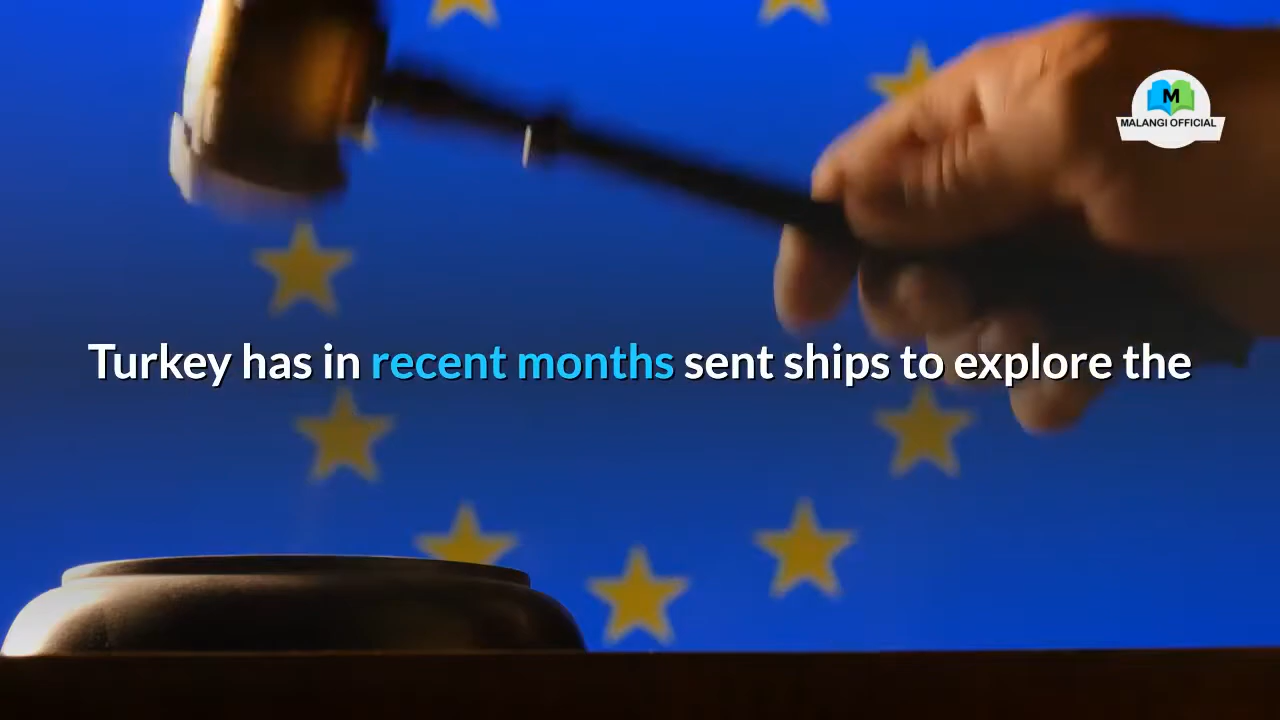 M
MALANGI OFFICIAL
Turkey has in recent months sent ships to explore the